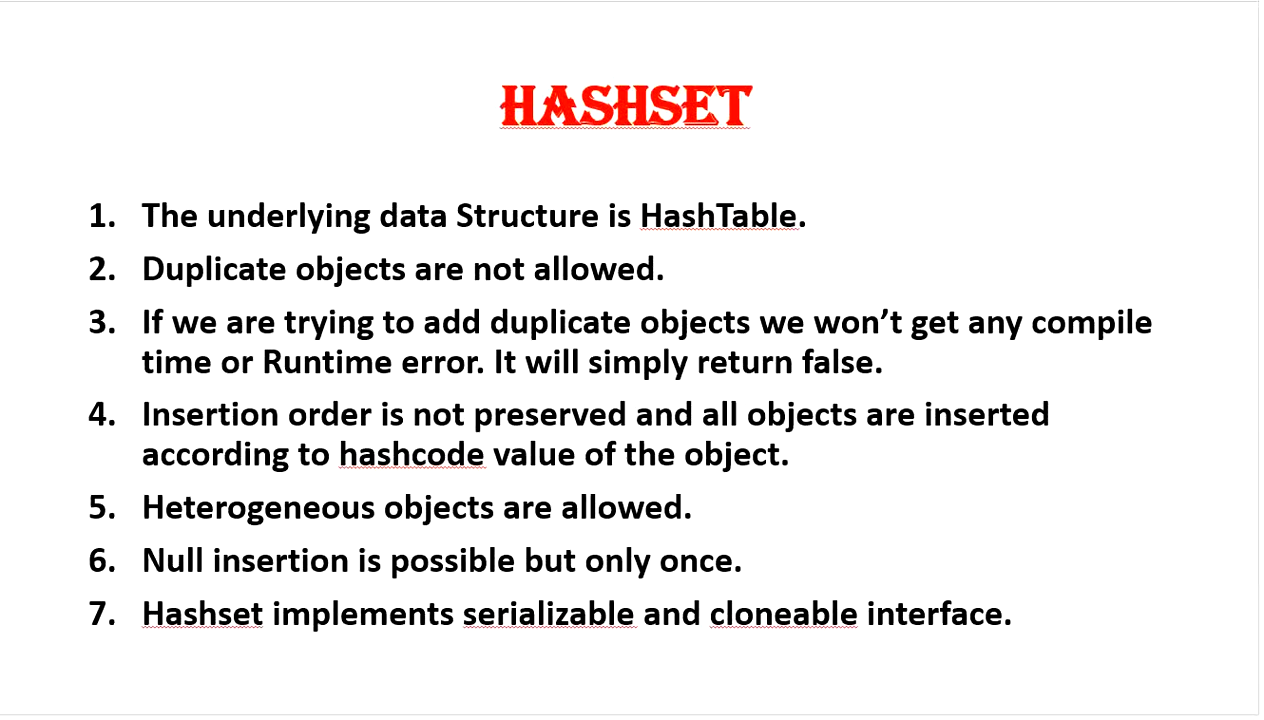 HASHSET
1. The underlying data Structure is HashTable.
2. Duplicate objects are not allowed.
3. If we are trying to add duplicate objects we won’t get any compile
time or Runtime error. It will simply return false.
4. Insertion order is not preserved and all objects are inserted
according to hashcode value of the object.
5. Heterogeneous objects are allowed.
6. Null insertion is possible but only once.
7. Hashset implements serializable and cloneable interface.